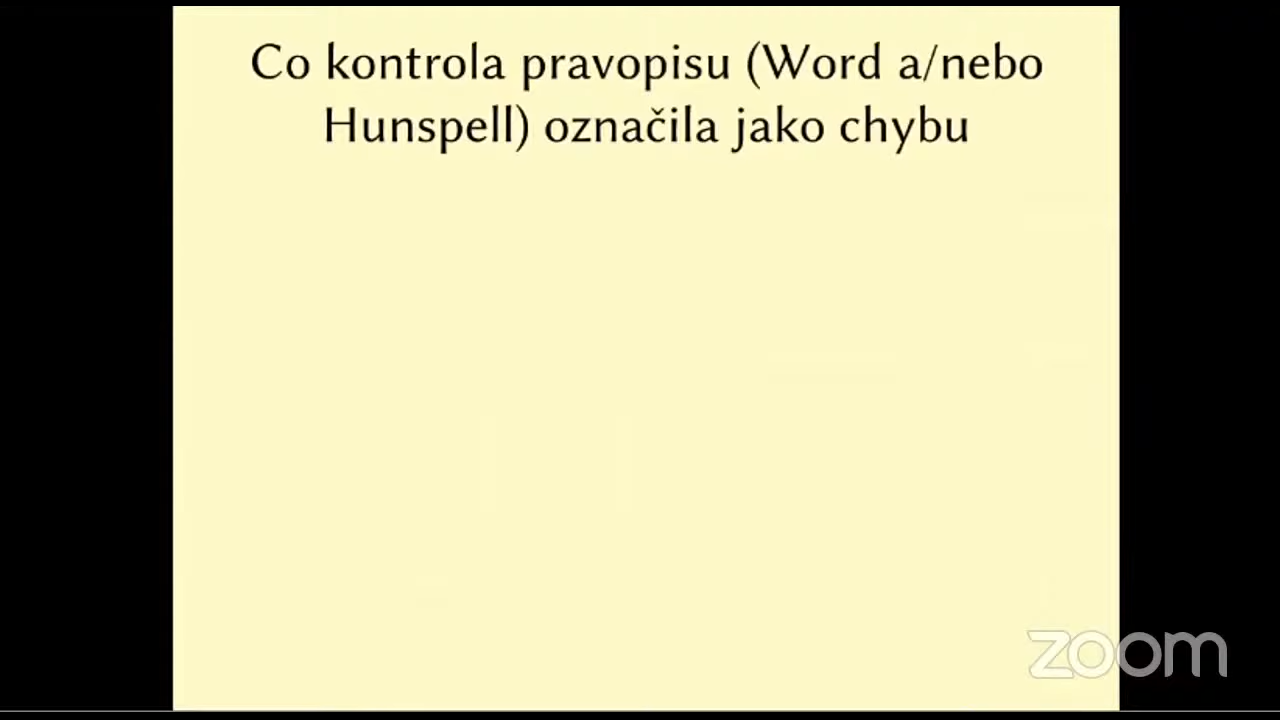 Co kontrola pravopisu (Word a/nebo
Hunspell) označila jako chybu
zoom